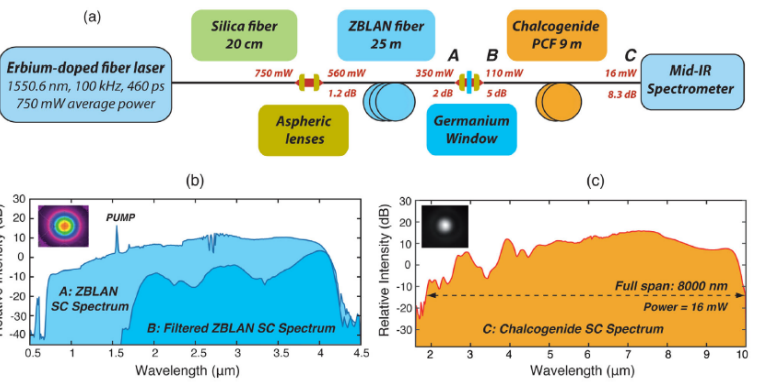 (a)
Silica fiber
20 cm
ZBLAN fiber
25 m
Chalcogenide
PCF 9 m
Erbium-doped fiber laser
1550.6 nm, 100 kHz, 460 ps
750 mW average power
750 mW
560 mW
1.2 dB
350 mW
2 dB
A
B
110 mW
5 dB
C
16 mW
8.3 dB
Mid-IR
Spectrometer
Aspheric
lenses
Germanium
Window
(b)
Relative Intensity (dB)
30
20
10
0
-10
-20
-30
-40
PUMP
A: ZBLAN
SC Spectrum
B: Filtered ZBLAN SC Spectrum
0.5 1 1.5 2 2.5 3 3.5 4 4.5
Wavelength (μm)
(c)
Relative Intensity (dB)
30
20
10
0
-10
-20
-30
Full span: 8000 nm
Power = 16 mW
C: Chalcogenide SC Spectrum
2 3 4 5 6 7 8 9 10
Wavelength (μm)